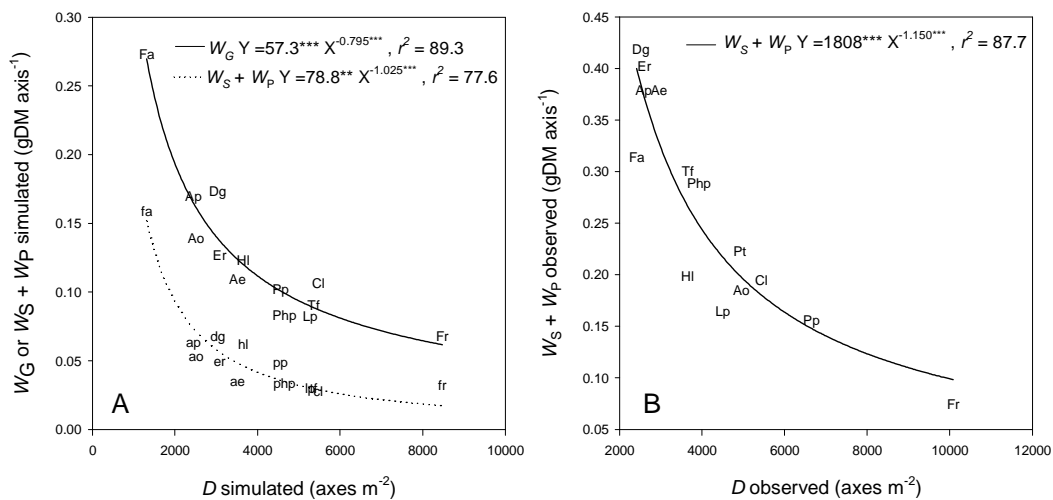 W_G Y =57.3*** X^-0.795*** , r² = 89.3
W_S + W_P Y =78.8** X^-1.025*** , r² = 77.6
W_G or W_S + W_P simulated (gDM axis⁻¹)
0.30
0.25
0.20
0.15
0.10
0.05
0.00
Fa
Ap
Dg
Ao
Er
Hl
Ae
Pp
Cl
Php
Tf
Lp
Fr
fa
ap
dg
ao
er
hl
ae
pp
php
lp
tf
cl
fr
A
0 2000 4000 6000 8000 10000
D simulated (axes m⁻²)
W_S + W_P Y =1808*** X^-1.150*** , r² = 87.7
W_S + W_P observed (gDM axis⁻¹)
0.45
0.40
0.35
0.30
0.25
0.20
0.15
0.10
0.05
Dg
Er
Ap Ae
Fa
Tf
Php
Pt
Hl
Cl
Ao
Lp
Pp
Fr
B
2000 4000 6000 8000 10000 12000
D observed (axes m⁻²)